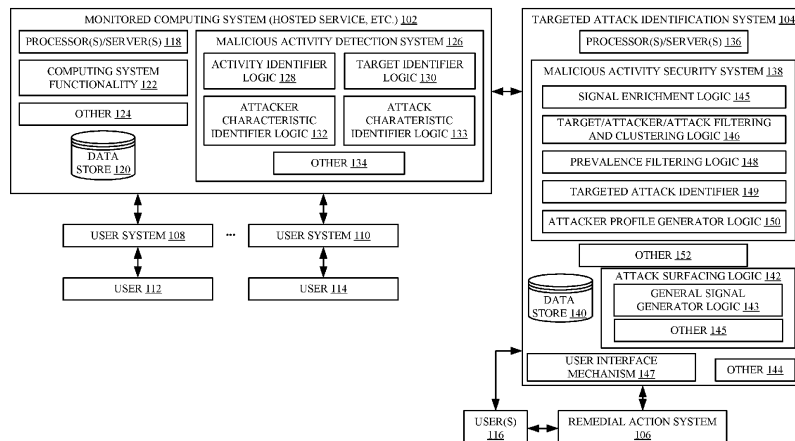 MONITORED COMPUTING SYSTEM (HOSTED SERVICE, ETC.) 102
PROCESSOR(S)/SERVER(S) 118
COMPUTING SYSTEM
FUNCTIONALITY 122
OTHER 124
DATA
STORE 120
MALICIOUS ACTIVITY DETECTION SYSTEM 126
ACTIVITY IDENTIFIER
LOGIC 128
TARGET IDENTIFIER
LOGIC 130
ATTACKER
CHARACTERISTIC
IDENTIFIER LOGIC 132
ATTACK
CHARATERISTIC
IDENTIFIER LOGIC 133
OTHER 134
USER SYSTEM 108
...
USER SYSTEM 110
USER 112
USER 114
TARGETED ATTACK IDENTIFICATION SYSTEM 104
PROCESSOR(S)/SERVER(S) 136
MALICIOUS ACTIVITY SECURITY SYSTEM 138
SIGNAL ENRICHMENT LOGIC 145
TARGET/ATTACKER/ATTACK FILTERING
AND CLUSTERING LOGIC 146
PREVALENCE FILTERING LOGIC 148
TARGETED ATTACK IDENTIFIER 149
ATTACKER PROFILE GENERATOR LOGIC 150
OTHER 152
DATA
STORE 140
ATTACK SURFACING LOGIC 142
GENERAL SIGNAL
GENERATOR LOGIC 143
OTHER 145
USER INTERFACE
MECHANISM 147
OTHER 144
USER(S)
116
REMEDIAL ACTION SYSTEM
106